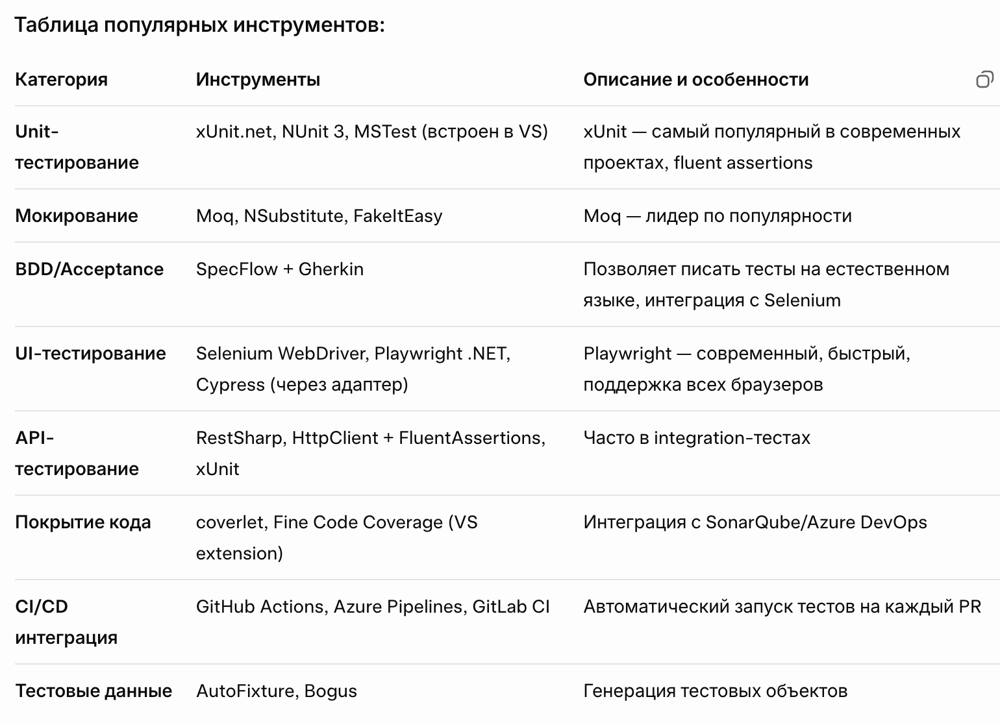 Таблица популярных инструментов:
Категория Инструменты Описание и особенности
Unit- xUnit.net, NUnit 3, MSTest (встроен в VS) xUnit — самый популярный в современных
тестирование проектах, fluent assertions
Мокирование Moq, NSubstitute, FakeItEasy Moq — лидер по популярности
BDD/Acceptance SpecFlow + Gherkin Позволяет писать тесты на естественном
языке, интеграция с Selenium
UI-тестирование Selenium WebDriver, Playwright .NET, Playwright — современный, быстрый,
Cypress (через адаптер) поддержка всех браузеров
API- RestSharp, HttpClient + FluentAssertions, Часто в integration-тестах
тестирование xUnit
Покрытие кода coverlet, Fine Code Coverage (VS Интеграция с SonarQube/Azure DevOps
extension)
CI/CD GitHub Actions, Azure Pipelines, GitLab CI Автоматический запуск тестов на каждый PR
интеграция
Тестовые данные AutoFixture, Bogus Генерация тестовых объектов